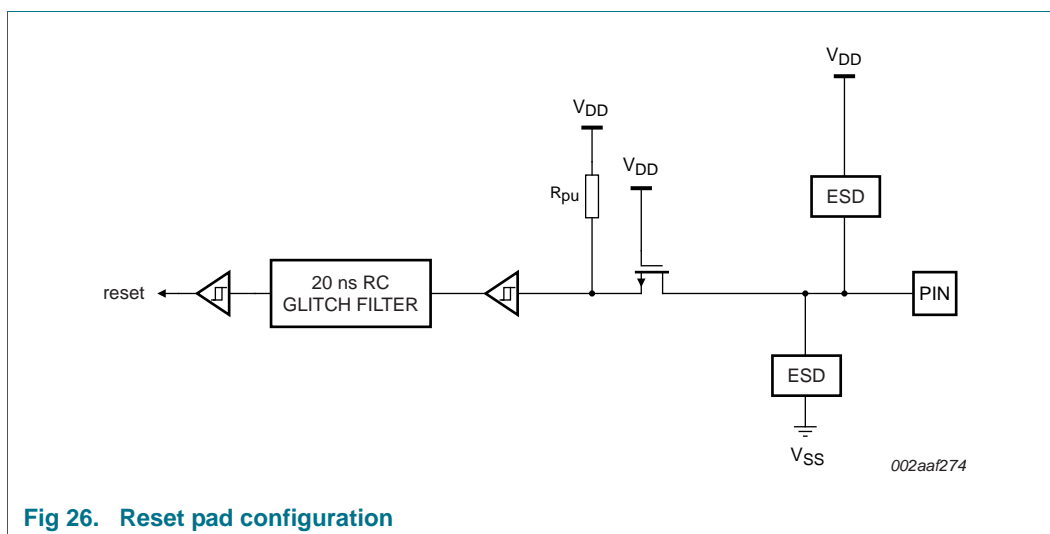 VDD
VDD
VDD
Rpu
ESD
reset
20 ns RC
GLITCH FILTER
PIN
ESD
VSS
002aaf274
Fig 26. Reset pad configuration